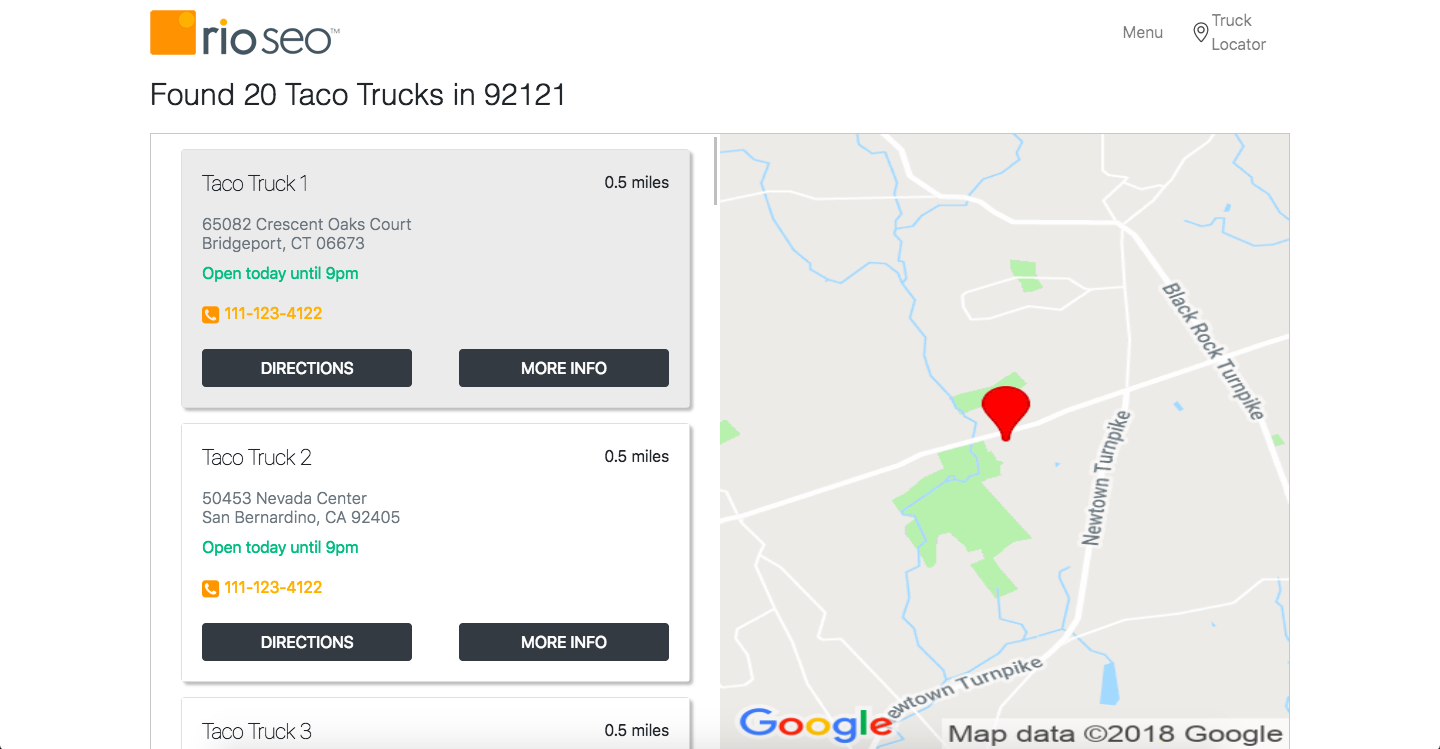 rio seo™
Menu
Truck
Locator
Found 20 Taco Trucks in 92121
Taco Truck 1
0.5 miles
65082 Crescent Oaks Court
Bridgeport, CT 06673
Open today until 9pm
111-123-4122
DIRECTIONS
MORE INFO
Taco Truck 2
0.5 miles
50453 Nevada Center
San Bernardino, CA 92405
Open today until 9pm
111-123-4122
DIRECTIONS
MORE INFO
Taco Truck 3
0.5 miles
Black Rock Turnpike
Newtown Turnpike
ewtown Turnpike
Google
Map data ©2018 Google